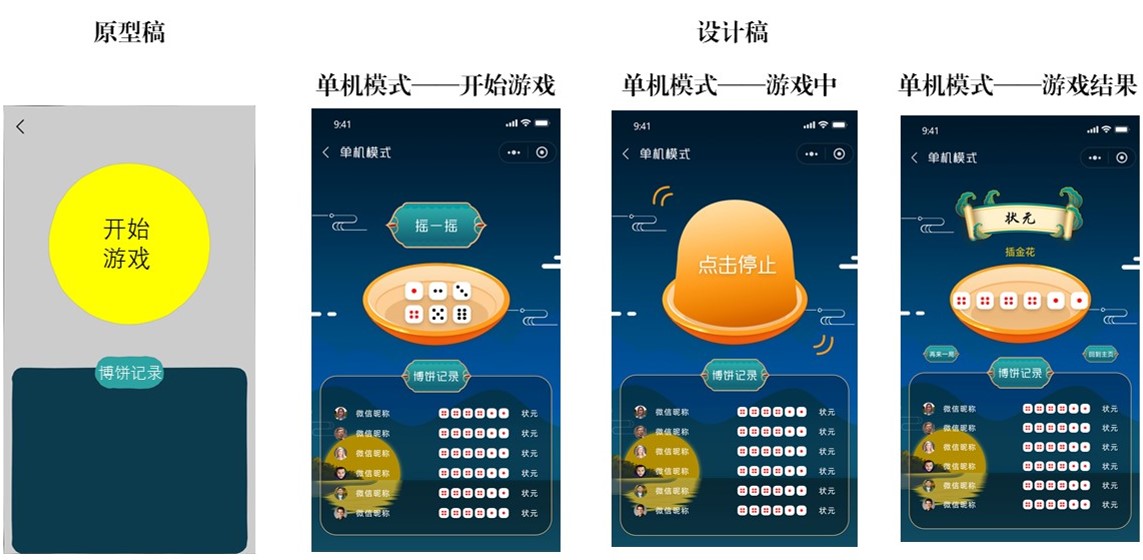 原型稿
设计稿
单机模式——开始游戏
单机模式——游戏中
单机模式——游戏结果
开始
游戏
博饼记录
9:41
单机模式
摇一摇
博饼记录
微信昵称 状元
微信昵称 状元
微信昵称 状元
微信昵称 状元
微信昵称 状元
微信昵称 状元
9:41
单机模式
点击停止
博饼记录
微信昵称 状元
微信昵称 状元
微信昵称 状元
微信昵称 状元
微信昵称 状元
微信昵称 状元
9:41
单机模式
状元
插金花
再来一局
回到主页
博饼记录
微信昵称 状元
微信昵称 状元
微信昵称 状元
微信昵称 状元
微信昵称 状元
微信昵称 状元